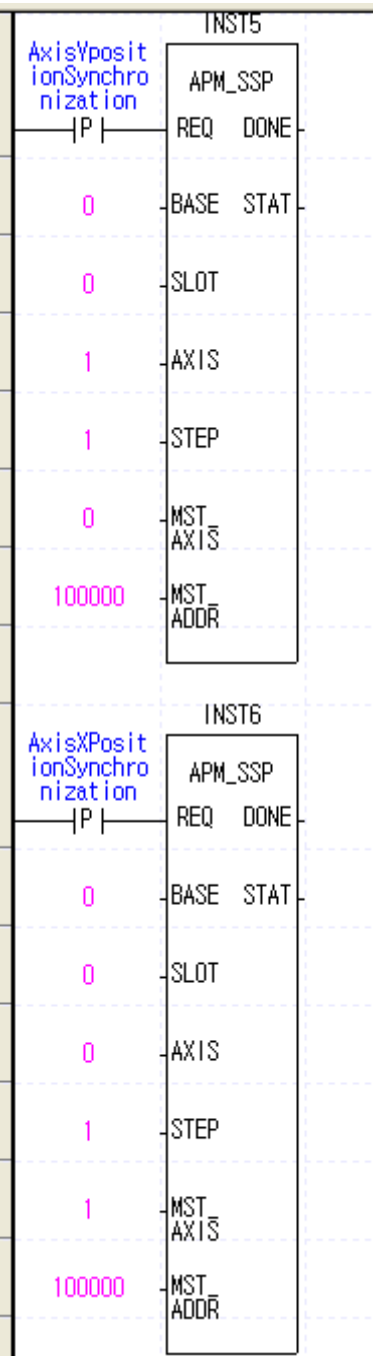 INST5
AxisYposit
ionSynchro
nization
APM_SSP
P
REQ DONE
0
BASE STAT
0
SLOT
1
AXIS
1
STEP
0
MST_
AXIS
100000
MST_
ADDR
INST6
AxisXPosit
ionSynchro
nization
APM_SSP
P
REQ DONE
0
BASE STAT
0
SLOT
0
AXIS
1
STEP
1
MST_
AXIS
100000
MST_
ADDR